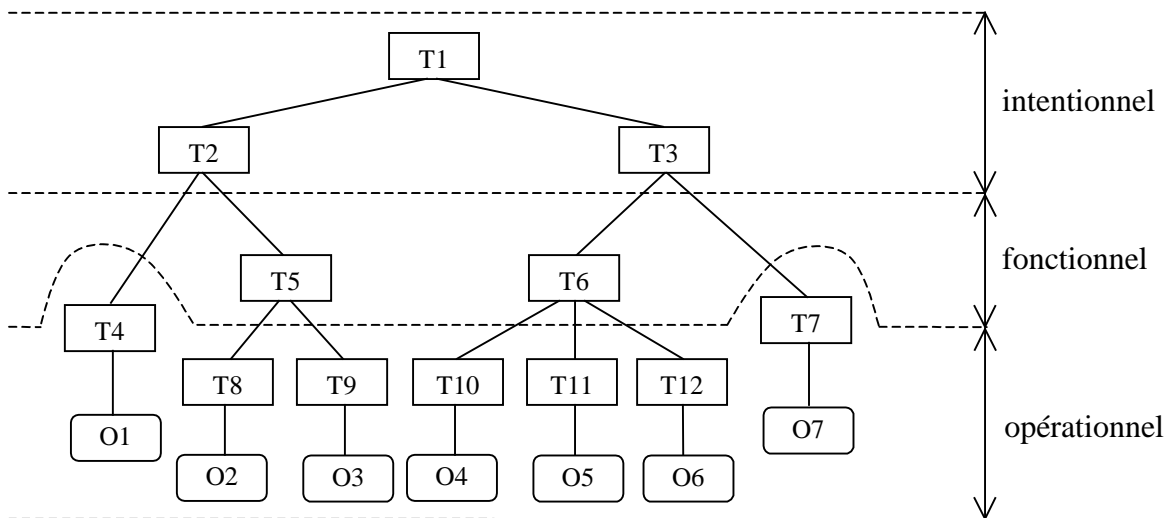 T1
intentionnel
T2
T3
T5
T6
fonctionnel
T4
T7
T8
T9
T10
T11
T12
O1
O7
opérationnel
O2
O3
O4
O5
O6